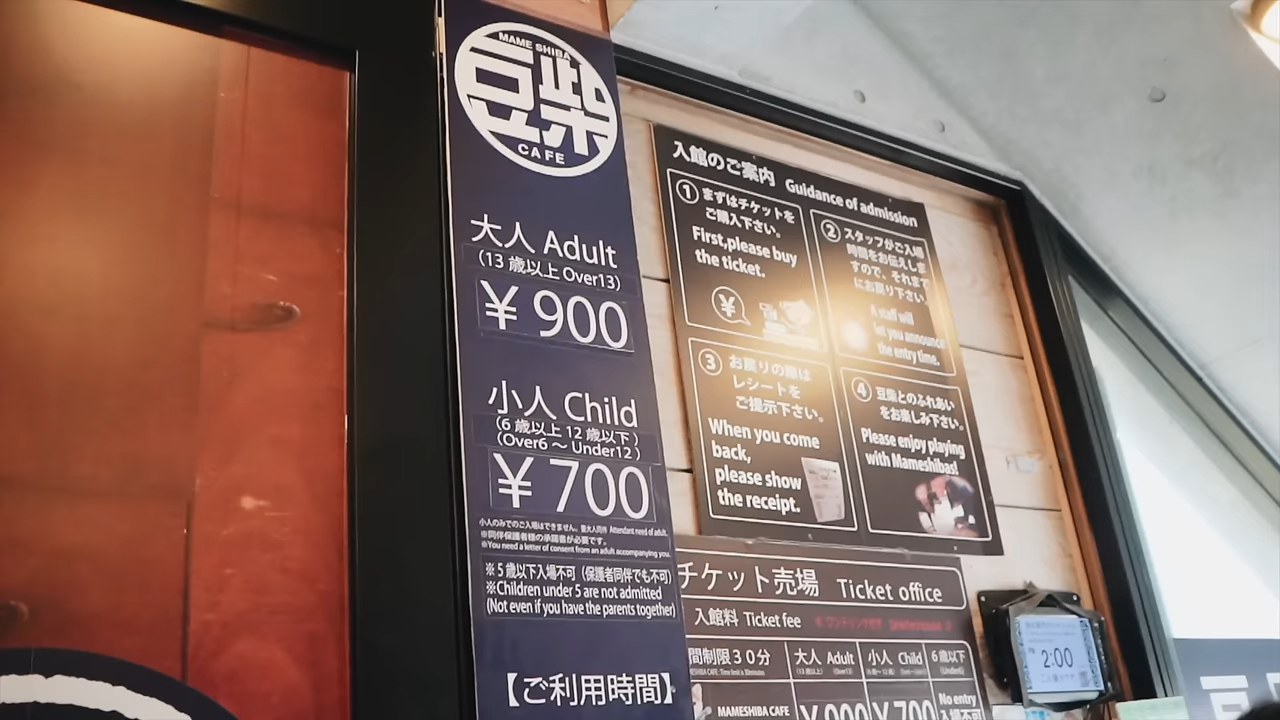 MAME SHIBA
豆柴
CAFE
大人 Adult
(13 歳以上 Over13)
¥ 900
小人 Child
(6 歳以上 12 歳以下)
(Over6 ～ Under12)
¥ 700
小人のみでのご入場はできません。要大人同伴 Attendant need of adult.
※同伴保護者様の承諾書が必要です。
※You need a letter of consent from an adult accompanying you.
※ 5 歳以下入場不可 (保護者同伴でも不可)
※Children under 5 are not admitted
(Not even if you have the parents together)
【ご利用時間】
入館のご案内 Guidance of admission
① まずはチケットを
ご購入下さい。
First,please buy
the ticket.
¥
② スタッフがご入場
時間をお伝えしま
すので、それまで
にお戻り下さい。
A staff will
let you announce
the entry time.
③ お戻りの際は
レシートを
ご提示下さい。
When you come
back,
please show
the receipt.
④ 豆柴とのふれあい
をお楽しみ下さい。
Please enjoy playing
with Mameshibas!
チケット売場 Ticket office
入館料 Ticket fee
間制限３０分
大人 Adult
小人 Child
6 歳以下
MAMESHIBA CAFE
¥900
¥700
No entry
入場不可
2:00